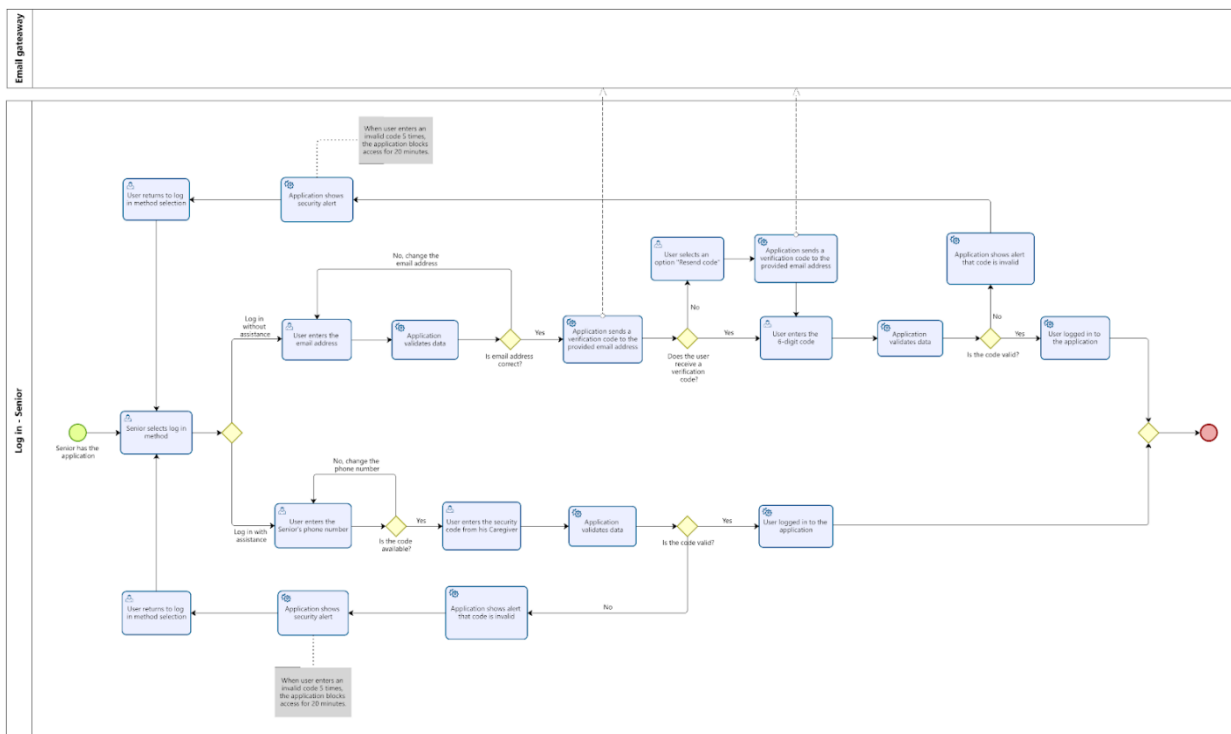 Email gateaway
Log in - Senior
When user enters an
invalid code 5 times,
the application blocks
access for 20 minutes.
User returns to log
in method selection
Application shows
security alert
No, change the
email address
User selects an
option "Resend code"
Application sends a
verification code to the
provided email address
Application shows alert
that code is invalid
No
No
Log in
without
assistance
User enters the
email address
Application
validates data
Is email address
correct?
Yes
Application sends a
verification code to the
provided email address
Does the user
receive a
verification
code?
Yes
User enters the
6-digit code
Application
validates data
Is the code valid?
Yes
User logged in to
the application
Senior has the
application
Senior selects log in
method
No, change the
phone number
Log in with
assistance
User enters the
Senior's phone number
Is the code
available?
Yes
User enters the security
code from his Caregiver
Application
validates data
Is the code valid?
Yes
User logged in to the
application
User returns to log
in method selection
Application shows
security alert
Application shows alert
that code is invalid
No
When user enters an
invalid code 5 times,
the application blocks
access for 20 minutes.